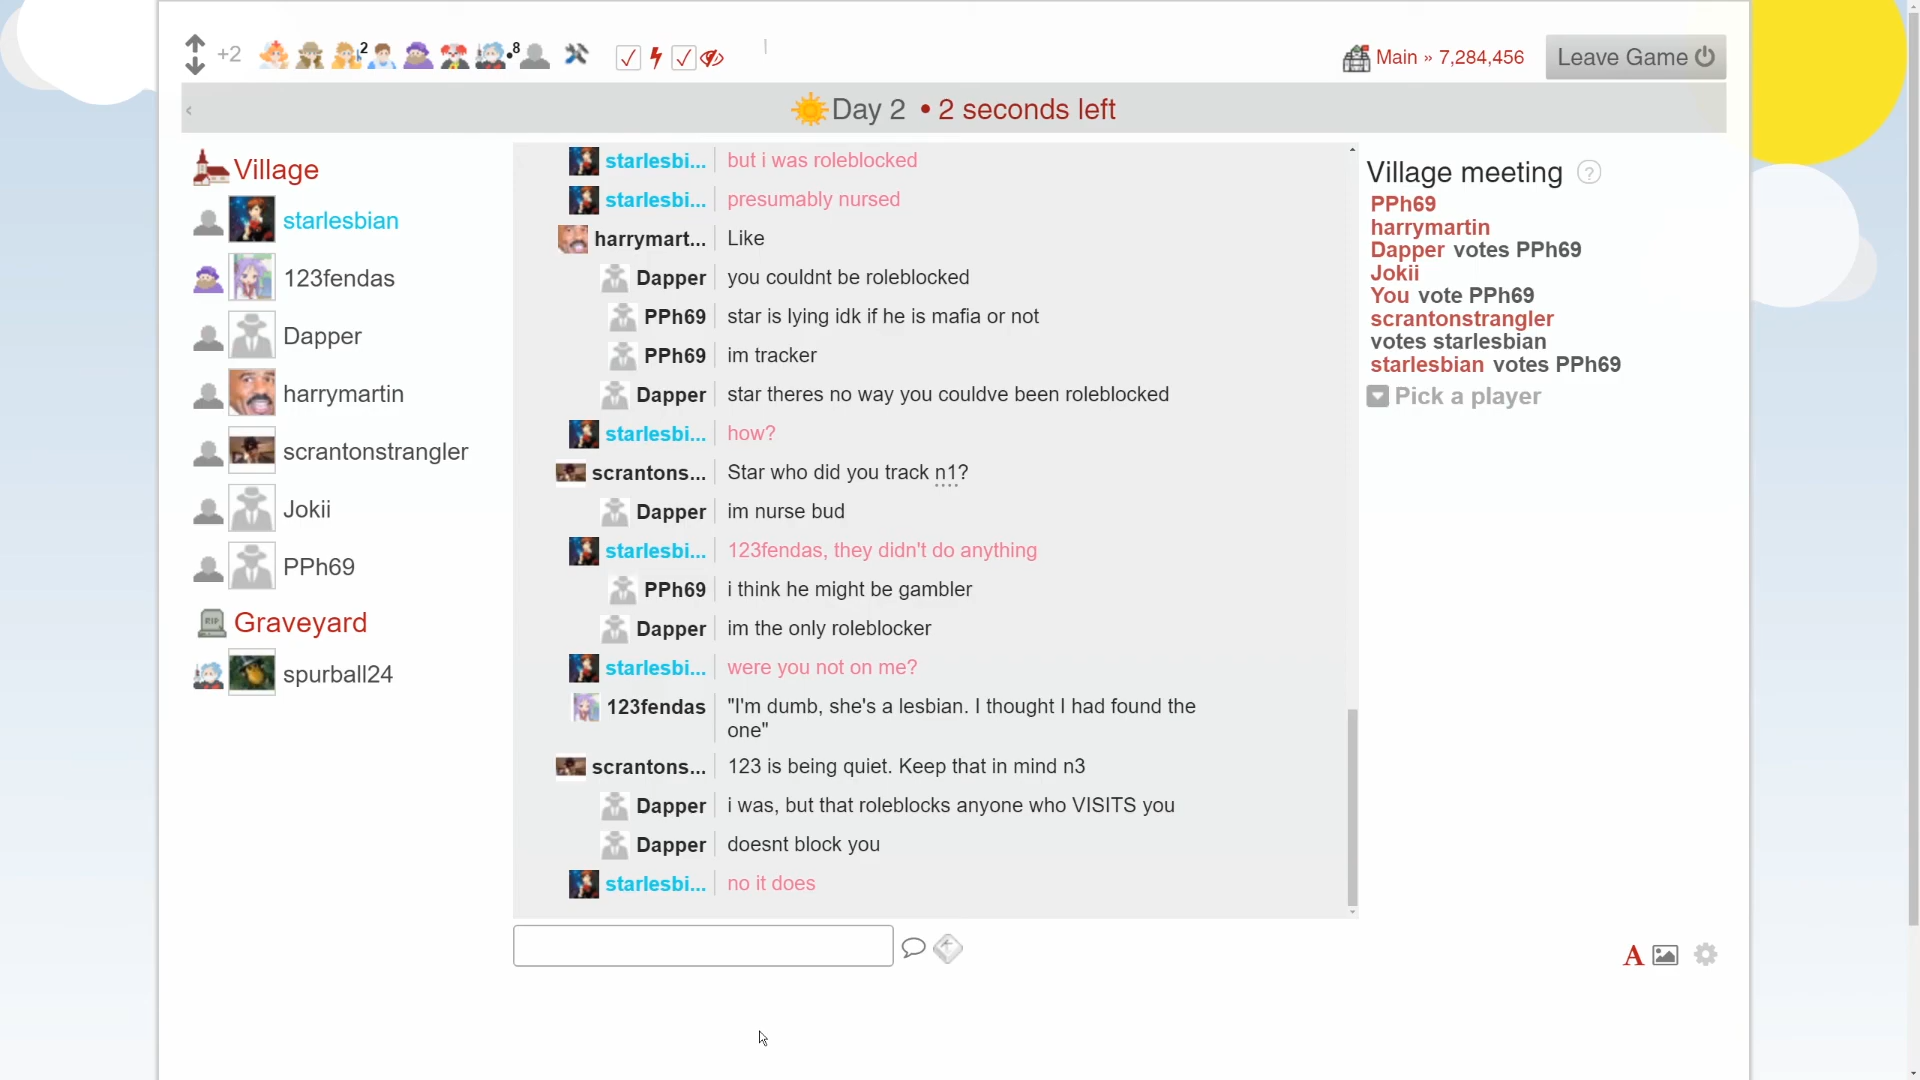 +2
2
8
Main » 7,284,456
Leave Game
Day 2 • 2 seconds left
Village
starlesbian
123fendas
Dapper
harrymartin
scrantonstrangler
Jokii
PPh69
RIP
Graveyard
spurball24
starlesbi... but i was roleblocked
starlesbi... presumably nursed
harrymart... Like
Dapper you couldnt be roleblocked
PPh69 star is lying idk if he is mafia or not
PPh69 im tracker
Dapper star theres no way you couldve been roleblocked
starlesbi... how?
scrantons... Star who did you track n1?
Dapper im nurse bud
starlesbi... 123fendas, they didn't do anything
PPh69 i think he might be gambler
Dapper im the only roleblocker
starlesbi... were you not on me?
123fendas "I'm dumb, she's a lesbian. I thought I had found the
one"
scrantons... 123 is being quiet. Keep that in mind n3
Dapper i was, but that roleblocks anyone who VISITS you
Dapper doesnt block you
starlesbi... no it does
Village meeting ?
PPh69
harrymartin
Dapper votes PPh69
Jokii
You vote PPh69
scrantonstrangler
votes starlesbian
starlesbian votes PPh69
Pick a player
A